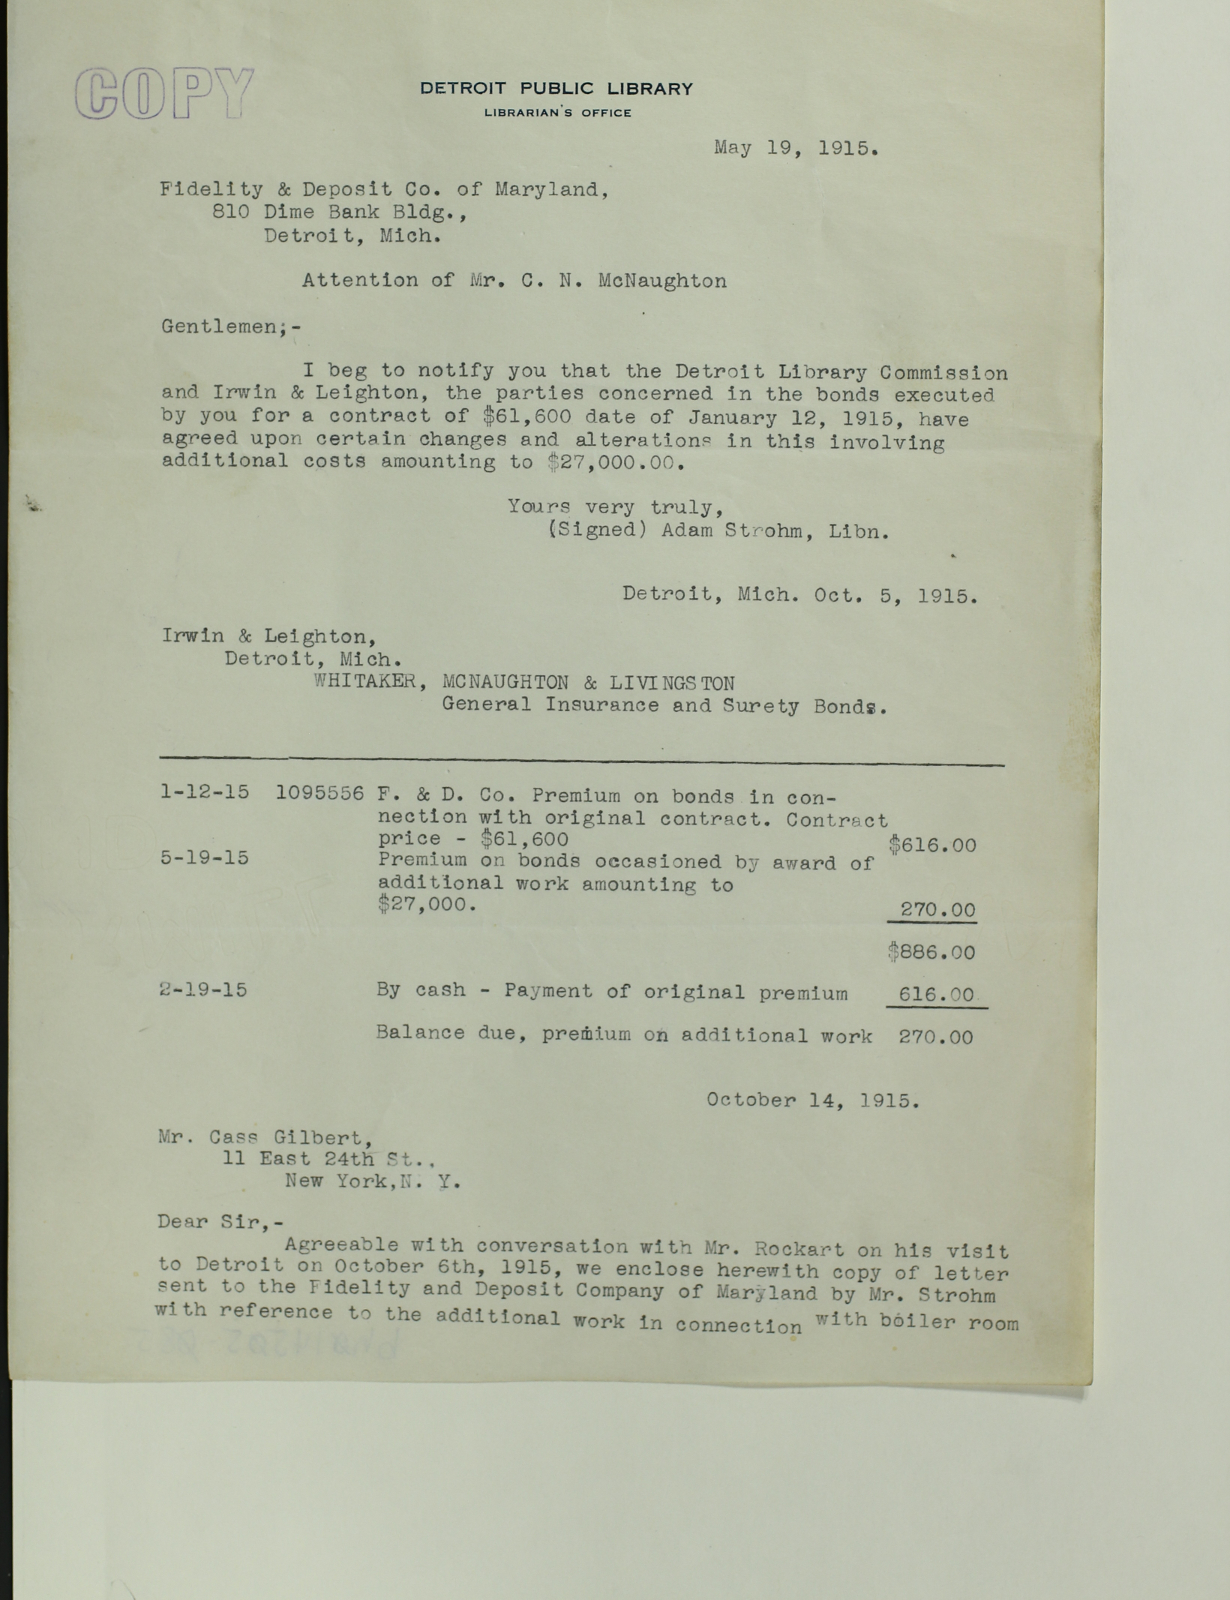 COPY
DETROIT PUBLIC LIBRARY
LIBRARIAN'S OFFICE
May 19, 1915.
Fidelity & Deposit Co. of Maryland,
810 Dime Bank Bldg.,
Detroit, Mich.
Attention of Mr. C. N. McNaughton
Gentlemen;-
I beg to notify you that the Detroit Library Commission
and Irwin & Leighton, the parties concerned in the bonds executed
by you for a contract of $61,600 date of January 12, 1915, have
agreed upon certain changes and alterations in this involving
additional costs amounting to $27,000.00.
Yours very truly,
(Signed) Adam Strohm, Libn.
Detroit, Mich. Oct. 5, 1915.
Irwin & Leighton,
Detroit, Mich.
WHITAKER, MCNAUGHTON & LIVINGSTON
General Insurance and Surety Bonds.
1-12-15 1095556 F. & D. Co. Premium on bonds in con-
nection with original contract. Contract
price - $61,600 $616.00
5-19-15 Premium on bonds occasioned by award of
additional work amounting to
$27,000. 270.00
$886.00
2-19-15 By cash - Payment of original premium 616.00
Balance due, premium on additional work 270.00
October 14, 1915.
Mr. Cass Gilbert,
11 East 24th St.,
New York,N. Y.
Dear Sir,-
Agreeable with conversation with Mr. Rockart on his visit
to Detroit on October 6th, 1915, we enclose herewith copy of letter
sent to the Fidelity and Deposit Company of Maryland by Mr. Strohm
with reference to the additional work in connection with boiler room